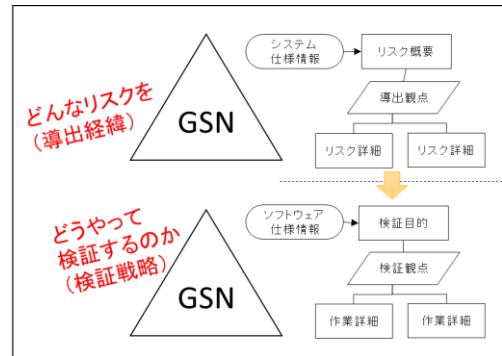 システム
仕様情報
リスク概要
どんなリスクを
（導出経緯）
GSN
導出観点
リスク詳細
リスク詳細
どうやって
検証するのか
（検証戦略）
GSN
ソフトウェア
仕様情報
検証目的
検証観点
作業詳細
作業詳細